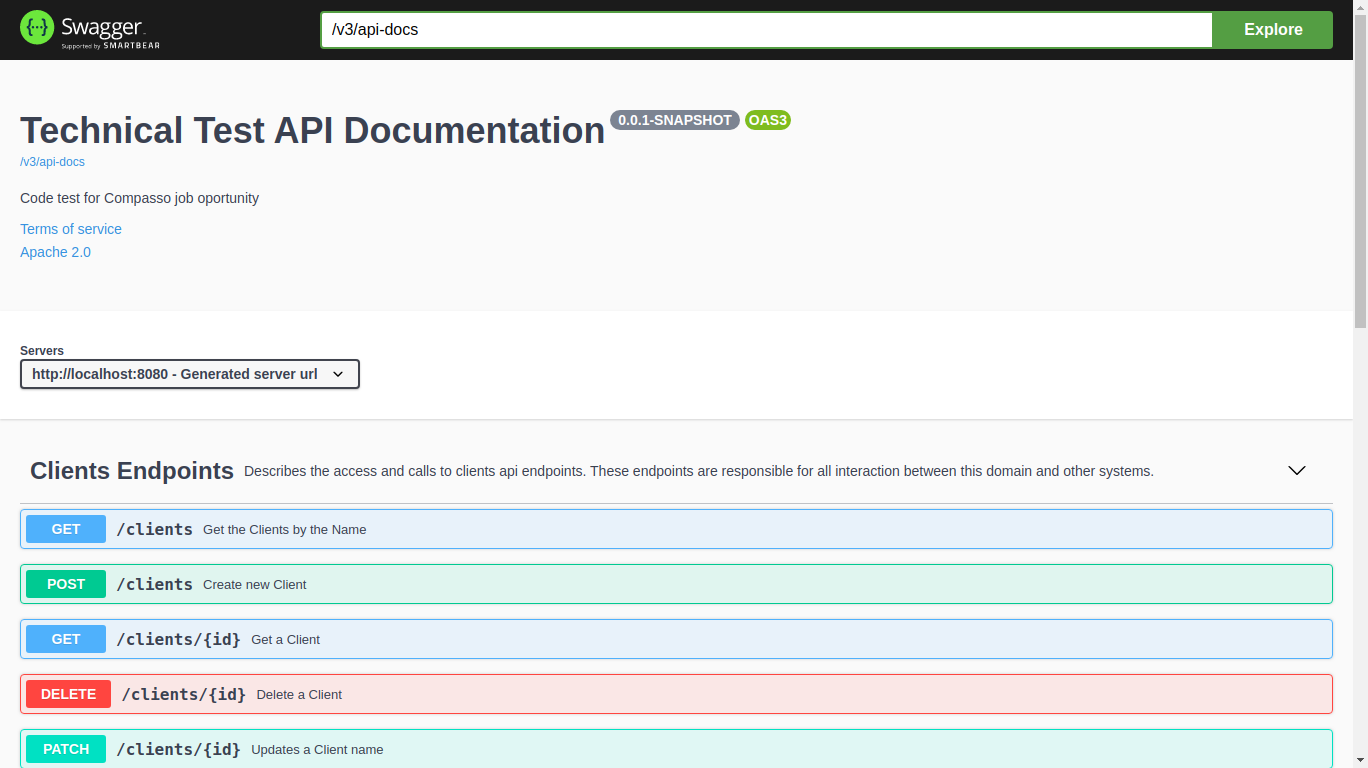 Swagger.
Supported by SMARTBEAR
/v3/api-docs
Explore
Technical Test API Documentation 0.0.1-SNAPSHOT OAS3
/v3/api-docs
Code test for Compasso job oportunity
Terms of service
Apache 2.0
Servers
http://localhost:8080 - Generated server url
Clients Endpoints Describes the access and calls to clients api endpoints. These endpoints are responsible for all interaction between this domain and other systems.
GET /clients Get the Clients by the Name
POST /clients Create new Client
GET /clients/{id} Get a Client
DELETE /clients/{id} Delete a Client
PATCH /clients/{id} Updates a Client name